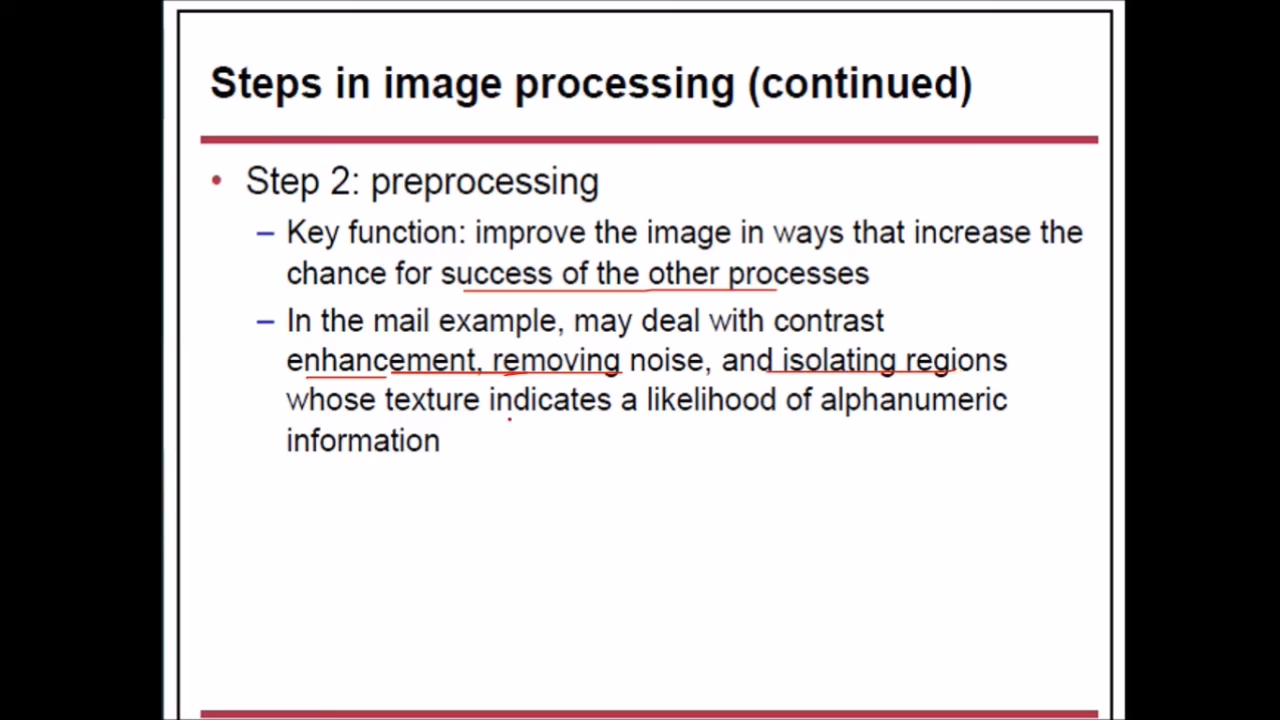 Steps in image processing (continued)
• Step 2: preprocessing
– Key function: improve the image in ways that increase the
chance for success of the other processes
– In the mail example, may deal with contrast
enhancement, removing noise, and isolating regions
whose texture indicates a likelihood of alphanumeric
information